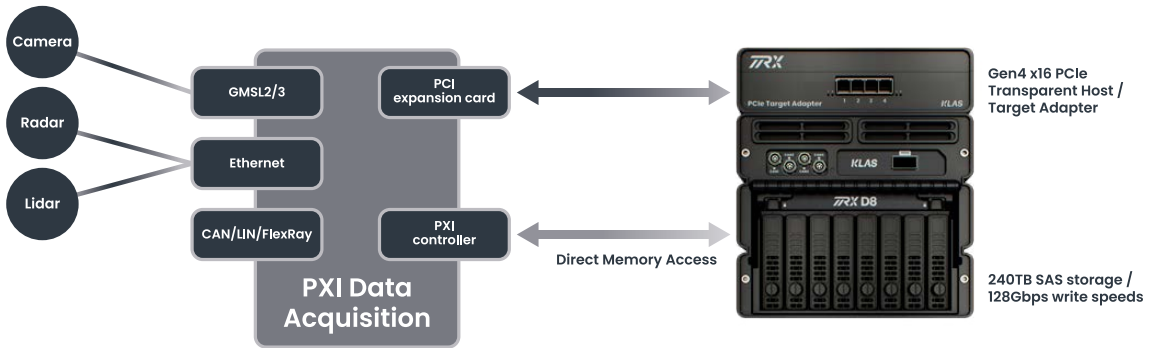 Camera
Radar
Lidar
GMSL2/3
Ethernet
CAN/LIN/FlexRay
PCI
expansion card
PXI
controller
PXI Data
Acquisition
Direct Memory Access
TRX
1 2 3 4
PCIe Target Adapter
KLAS
KLAS
TRX D8
Gen4 x16 PCIe
Transparent Host /
Target Adapter
240TB SAS storage /
128Gbps write speeds